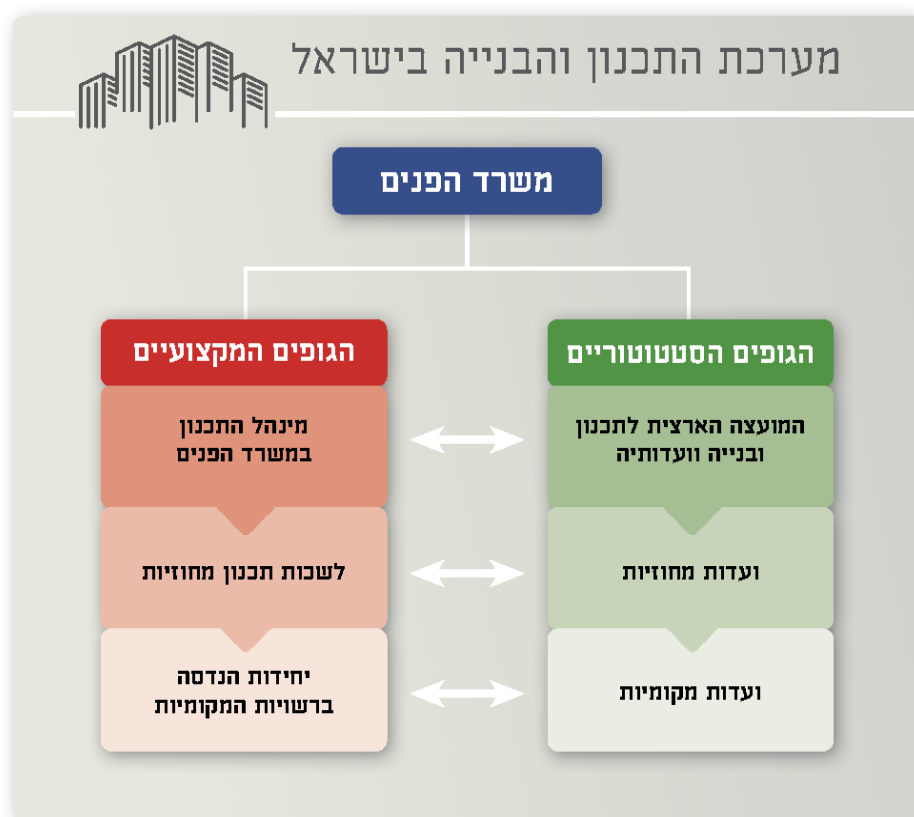 מערכת התכנון והבנייה בישראל
משרד הפנים
הגופים הסטטוטוריים
המועצה הארצית לתכנון
ובנייה וועדותיה
ועדות מחוזיות
ועדות מקומיות
הגופים המקצועיים
מינהל התכנון
במשרד הפנים
לשכות תכנון מחוזיות
יחידות הנדסה
ברשויות המקומיות